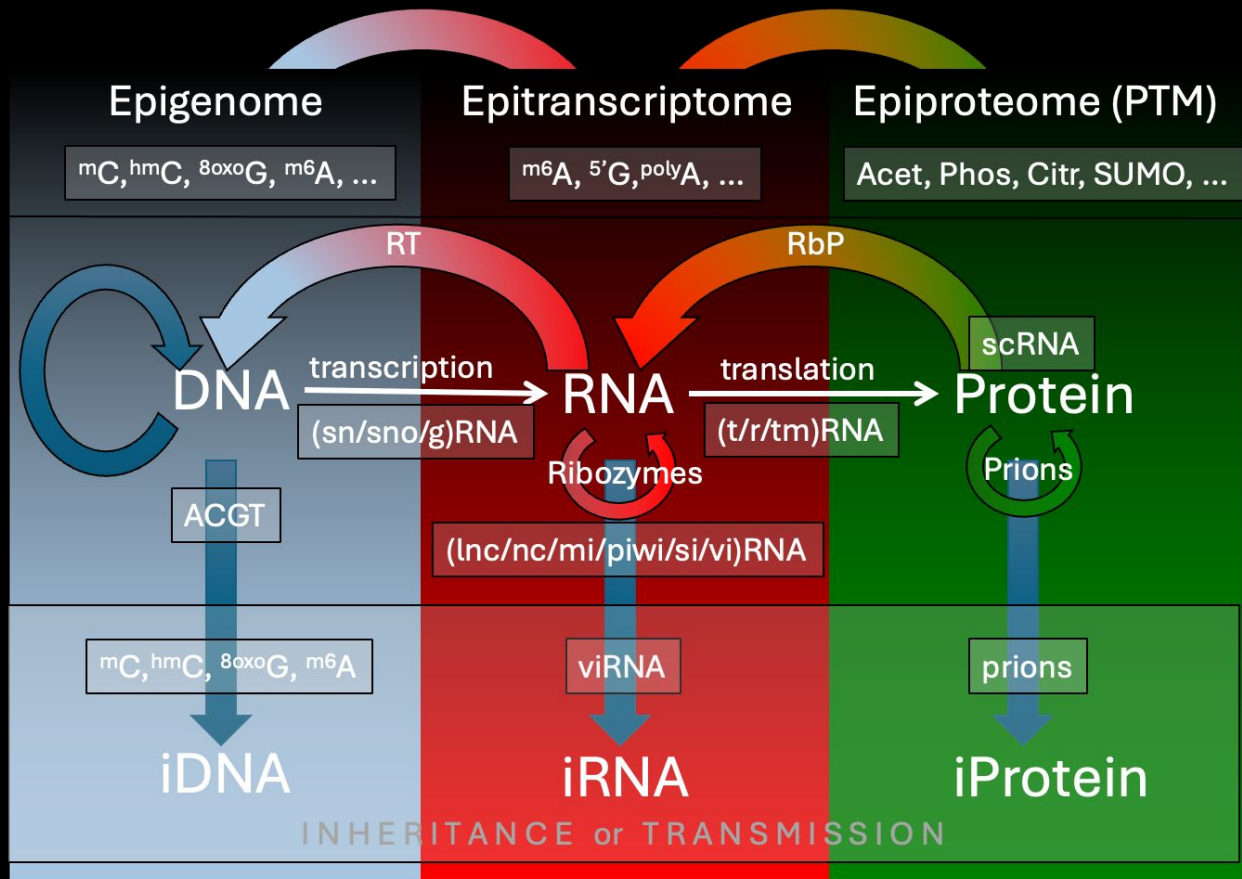 Epigenome
Epitranscriptome
Epiproteome (PTM)
ᵐC,ʰᵐC, ⁸ᵒˣᵒG, ᵐ⁶A, ...
ᵐ⁶A, ⁵'G,ᵖᵒˡʸA, ...
Acet, Phos, Citr, SUMO, ...
RT
RbP
scRNA
transcription
translation
DNA
RNA
Protein
(sn/sno/g)RNA
(t/r/tm)RNA
Ribozymes
Prions
ACGT
(lnc/nc/mi/piwi/si/vi)RNA
ᵐC,ʰᵐC, ⁸ᵒˣᵒG, ᵐ⁶A
viRNA
prions
iDNA
iRNA
iProtein
INHERITANCE or TRANSMISSION